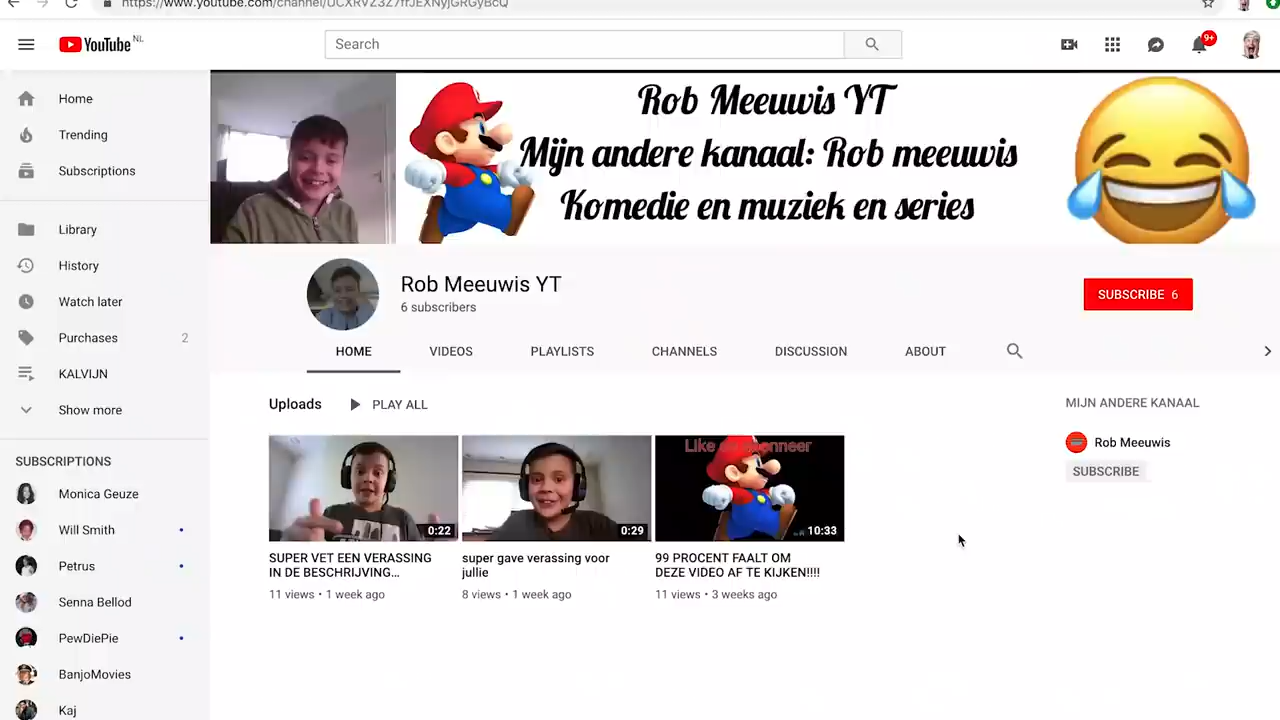 YouTube NL
Search
9+
Home
Trending
Subscriptions
Library
History
Watch later
Purchases 2
KALVIJN
Show more
SUBSCRIPTIONS
Monica Geuze
Will Smith
Petrus
Senna Bellod
PewDiePie
BanjoMovies
Kaj
Rob Meeuwis YT
Mijn andere kanaal: Rob meeuwis
Komedie en muziek en series
Rob Meeuwis YT
6 subscribers
SUBSCRIBE 6
HOME VIDEOS PLAYLISTS CHANNELS DISCUSSION ABOUT
Uploads PLAY ALL
0:22
SUPER VET EEN VERASSING
IN DE BESCHRIJVING...
11 views • 1 week ago
0:29
super gave verassing voor
jullie
8 views • 1 week ago
Like
10:33
99 PROCENT FAALT OM
DEZE VIDEO AF TE KIJKEN!!!!
11 views • 3 weeks ago
MIJN ANDERE KANAAL
Rob Meeuwis
SUBSCRIBE